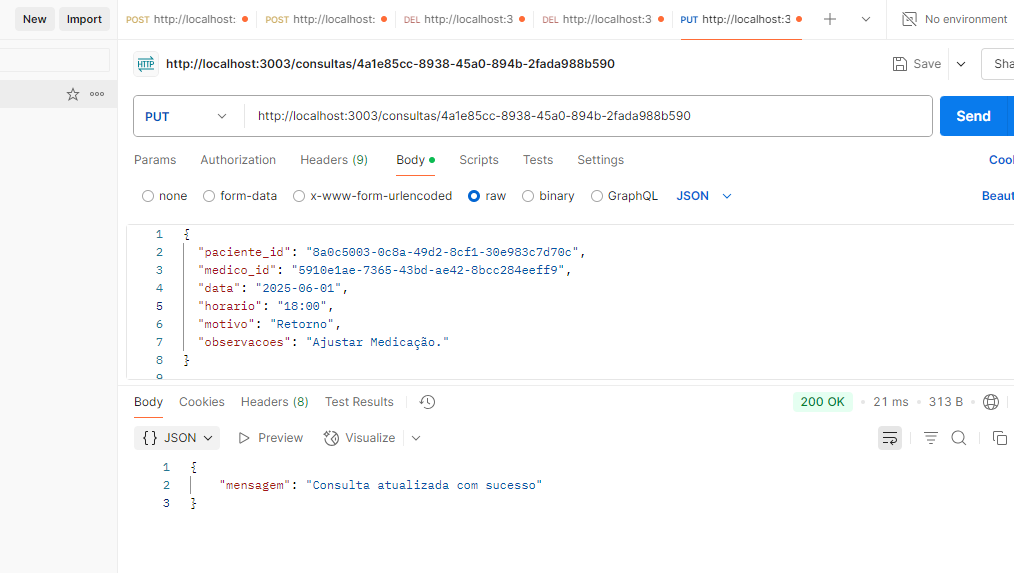 New Import POST http://localhost: POST http://localhost: DEL http://localhost:3 DEL http://localhost:3 PUT http://localhost:3 No environment
HTTP http://localhost:3003/consultas/4a1e85cc-8938-45a0-894b-2fada988b590 Save Sha
PUT http://localhost:3003/consultas/4a1e85cc-8938-45a0-894b-2fada988b590 Send
Params Authorization Headers (9) Body Scripts Tests Settings Cool
none form-data x-www-form-urlencoded raw binary GraphQL JSON Beaut
1 {
2 "paciente_id": "8a0c5003-0c8a-49d2-8cf1-30e983c7d70c",
3 "medico_id": "5910e1ae-7365-43bd-ae42-8bcc284eeff9",
4 "data": "2025-06-01",
5 "horario": "18:00",
6 "motivo": "Retorno",
7 "observacoes": "Ajustar Medicação."
8 }
9
Body Cookies Headers (8) Test Results 200 OK 21 ms 313 B
{} JSON Preview Visualize
1 {
2 "mensagem": "Consulta atualizada com sucesso"
3 }